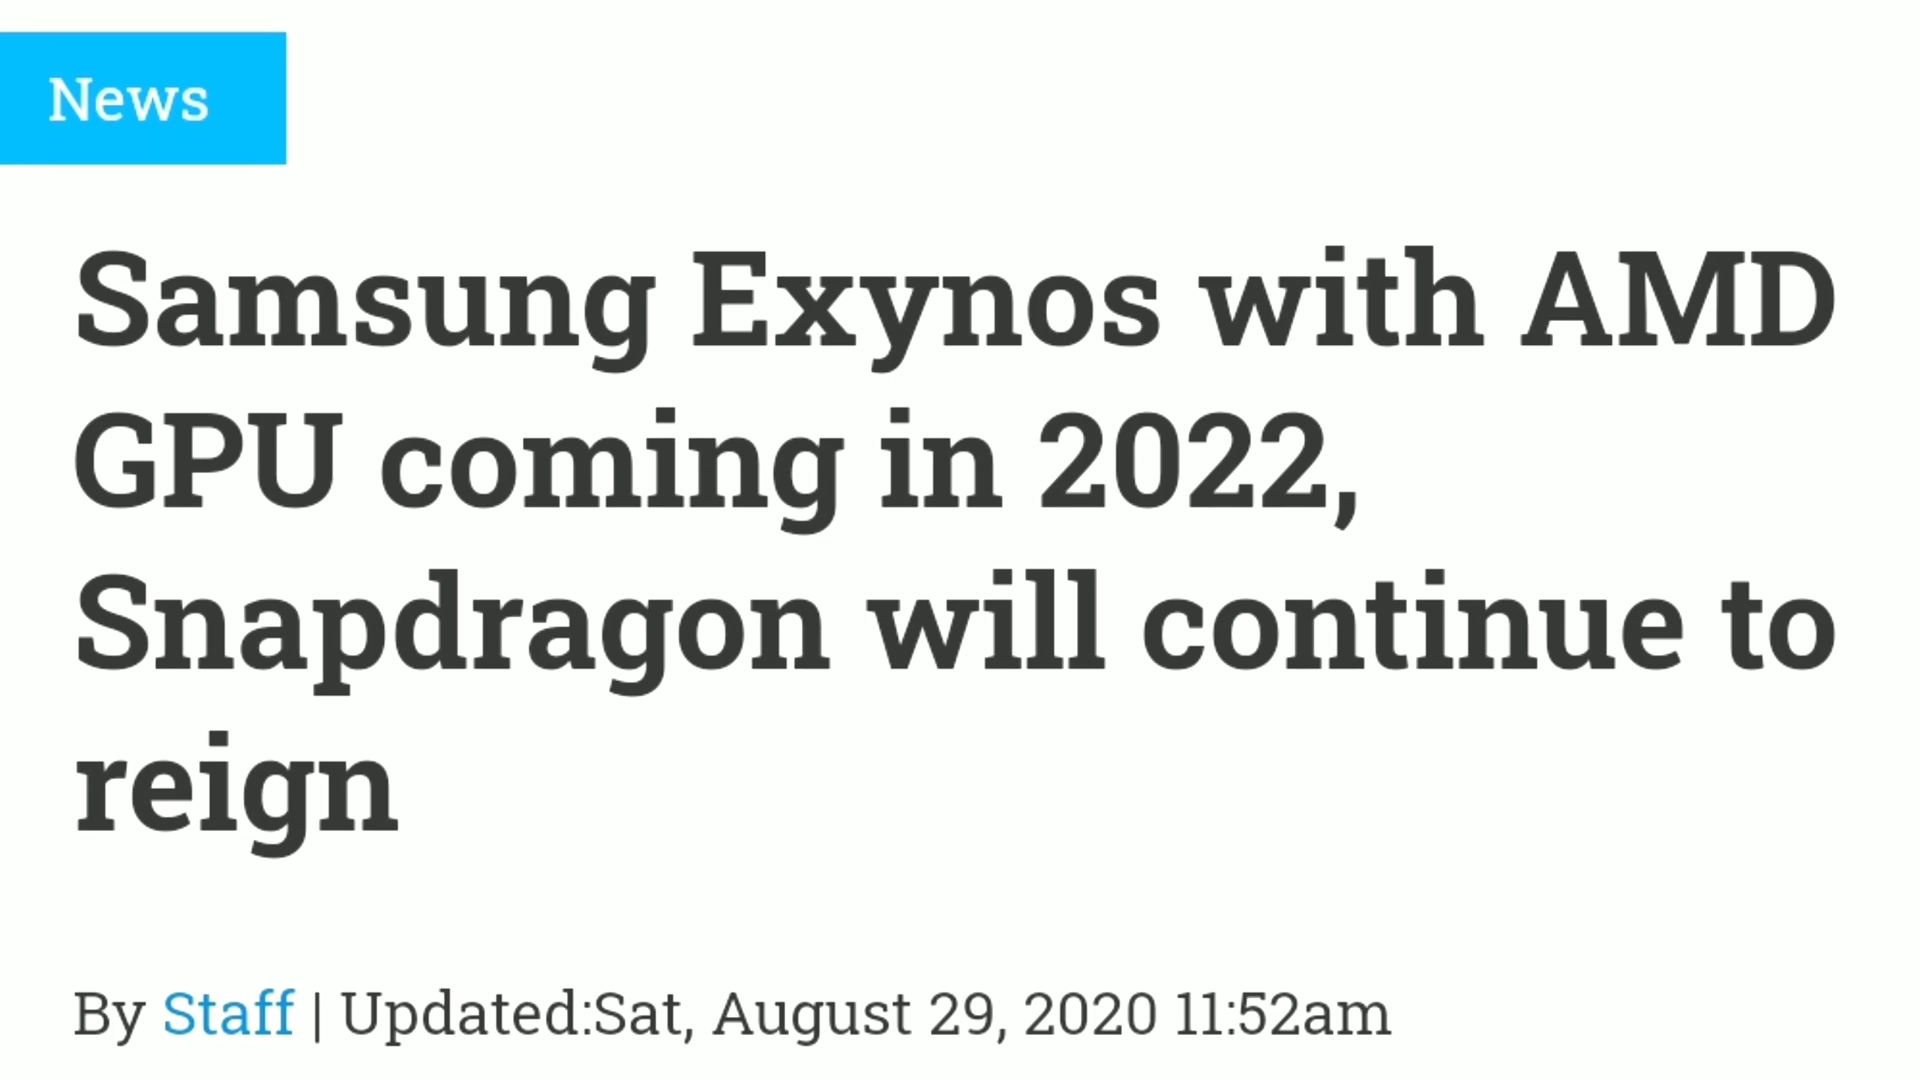 News
Samsung Exynos with AMD
GPU coming in 2022,
Snapdragon will continue to
reign
By Staff | Updated:Sat, August 29, 2020 11:52am